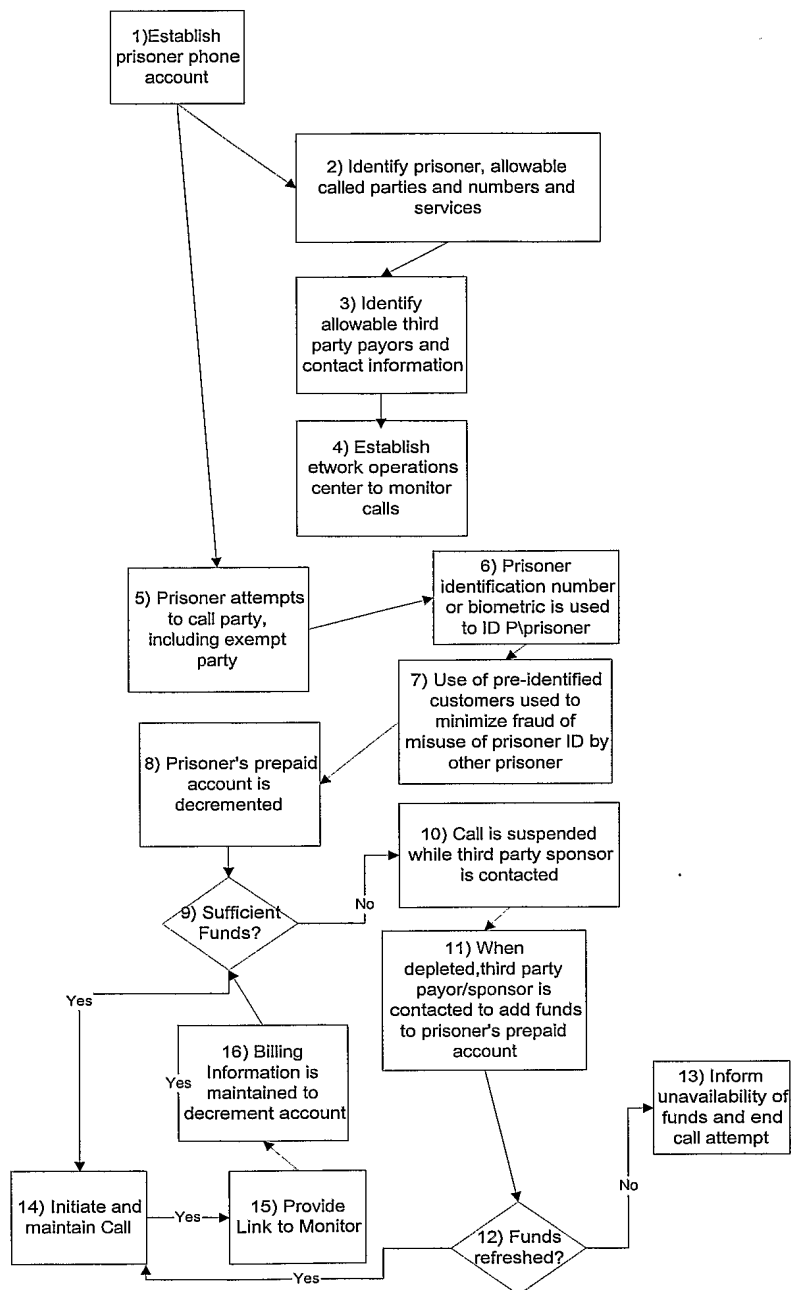 1)Establish
prisoner phone
account
2) Identify prisoner, allowable
called parties and numbers and
services
3) Identify
allowable third
party payors and
contact information
4) Establish
etwork operations
center to monitor
calls
5) Prisoner attempts
to call party,
including exempt
party
6) Prisoner
identification number
or biometric is used
to ID P\prisoner
7) Use of pre-identified
customers used to
minimize fraud of
misuse of prisoner ID by
other prisoner
8) Prisoner's prepaid
account is
decremented
9) Sufficient
Funds?
No
10) Call is suspended
while third party sponsor
is contacted
11) When
depleted,third party
payor/sponsor is
contacted to add funds
to prisoner's prepaid
account
Yes
16) Billing
Information is
maintained to
decrement account
Yes
13) Inform
unavailability of
funds and end
call attempt
No
14) Initiate and
maintain Call
Yes
15) Provide
Link to Monitor
12) Funds
refreshed?
Yes